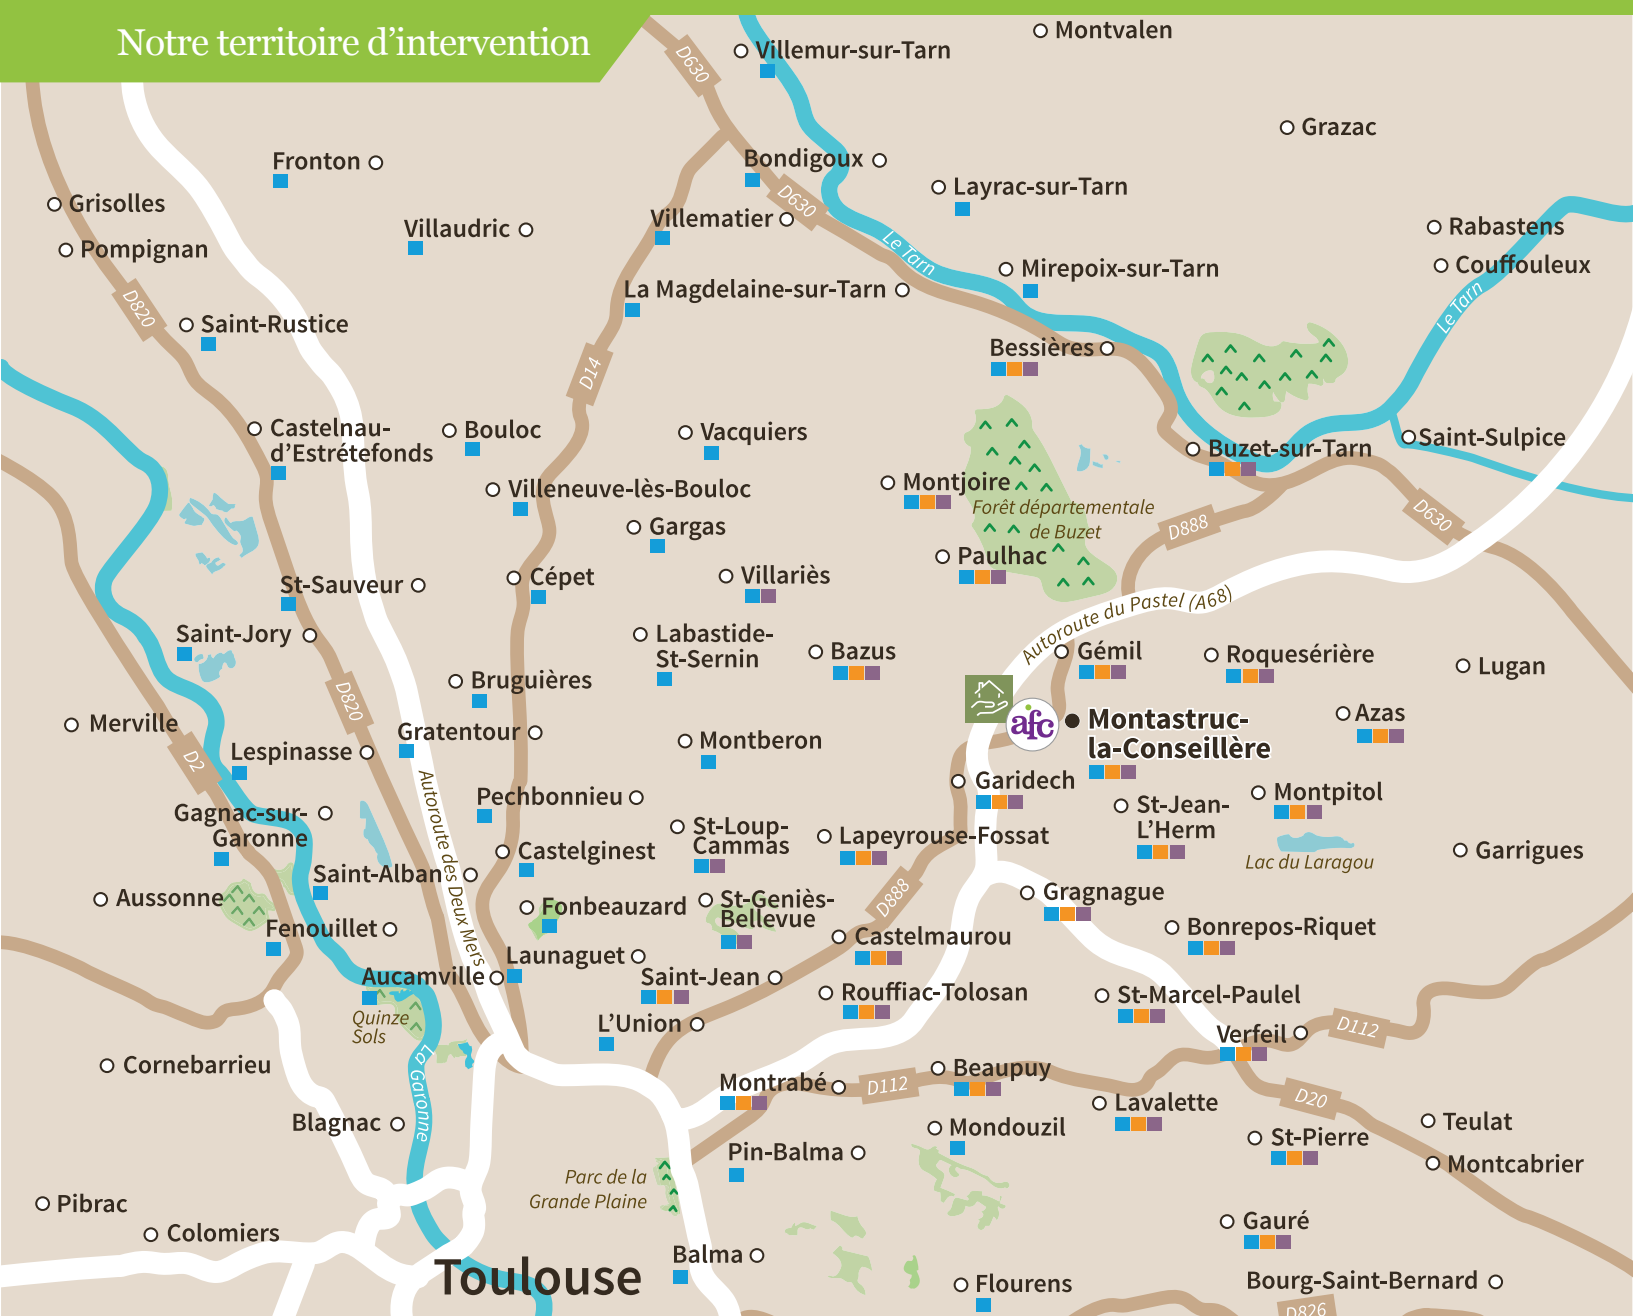 Notre territoire d'intervention
D630
Villemur-sur-Tarn
Montvalen
Grazac
Fronton
Bondigoux
Layrac-sur-Tarn
Grisolles
D630
Villaudric
Villematier
Rabastens
Pompignan
Le Tarn
Couffouleux
Mirepoix-sur-Tarn
La Magdelaine-sur-Tarn
D820
Le Tarn
Saint-Rustice
Bessières
D14
Castelnau-
d'Estrétefonds
Bouloc
Vacquiers
Saint-Sulpice
Buzet-sur-Tarn
Montjoire
Villeneuve-lès-Bouloc
Forêt départementale
de Buzet
D630
D888
Gargas
Paulhac
St-Sauveur
Cépet
Villariès
Autoroute du Pastel (A68)
Saint-Jory
Labastide-
St-Sernin
Bazus
Gémil
Roquesérière
Lugan
Bruguières
D820
afc
Montastruc-
la-Conseillère
Azas
Merville
Gratentour
Montberon
Lespinasse
D2
Garidech
Autoroute des Deux Mers
Pechbonnieu
St-Jean-
L'Herm
Montpitol
Gagnac-sur-
Garonne
St-Loup-
Cammas
Lapeyrouse-Fossat
Castelginest
Lac du Laragou
Garrigues
Saint-Alban
D888
Gragnague
Aussonne
Fonbeauzard
St-Geniès-
Bellevue
Fenouillet
Castelmaurou
Bonrepos-Riquet
Launaguet
Aucamville
Saint-Jean
Rouffiac-Tolosan
St-Marcel-Paulel
Quinze
Sols
L'Union
Verfeil
D112
La Garonne
Cornebarrieu
Montrabé
D112
Beaupuy
D20
Lavalette
Blagnac
Mondouzil
St-Pierre
Teulat
Pin-Balma
Montcabrier
Parc de la
Grande Plaine
Pibrac
Colomiers
Gauré
Balma
Toulouse
Flourens
Bourg-Saint-Bernard
D826